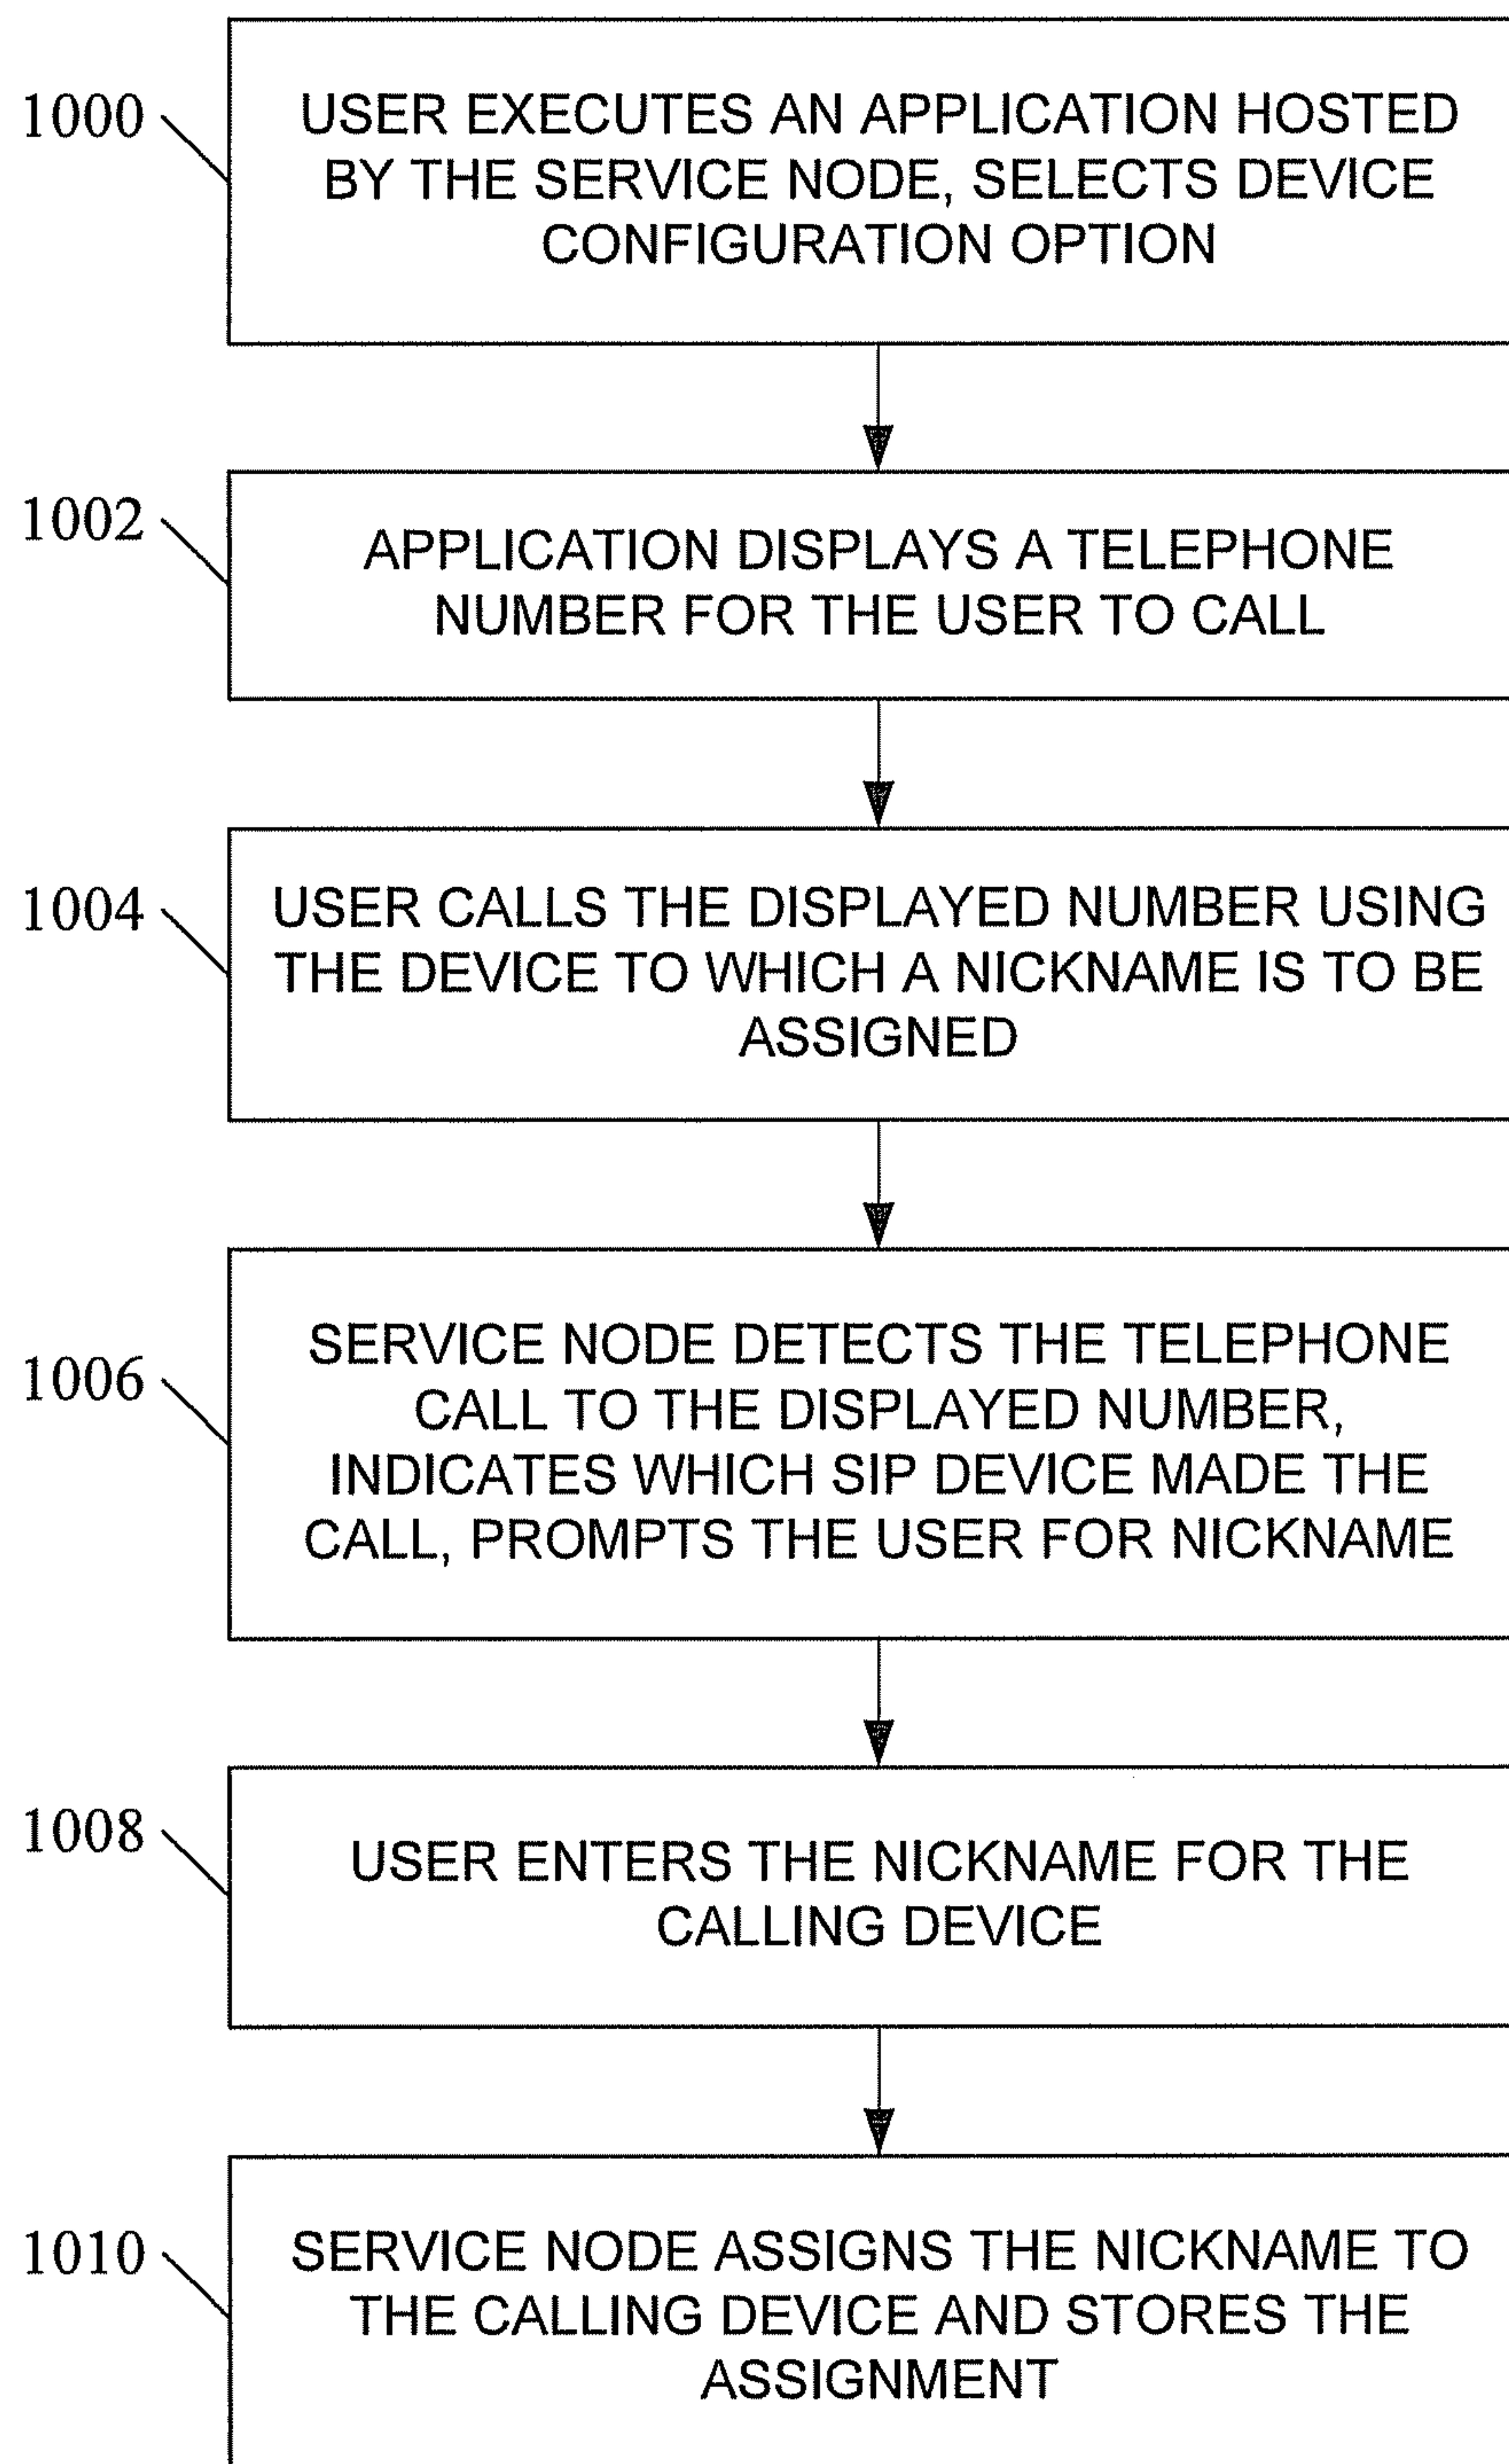 1000
USER EXECUTES AN APPLICATION HOSTED
BY THE SERVICE NODE, SELECTS DEVICE
CONFIGURATION OPTION
1002
APPLICATION DISPLAYS A TELEPHONE
NUMBER FOR THE USER TO CALL
1004
USER CALLS THE DISPLAYED NUMBER USING
THE DEVICE TO WHICH A NICKNAME IS TO BE
ASSIGNED
1006
SERVICE NODE DETECTS THE TELEPHONE
CALL TO THE DISPLAYED NUMBER,
INDICATES WHICH SIP DEVICE MADE THE
CALL, PROMPTS THE USER FOR NICKNAME
1008
USER ENTERS THE NICKNAME FOR THE
CALLING DEVICE
1010
SERVICE NODE ASSIGNS THE NICKNAME TO
THE CALLING DEVICE AND STORES THE
ASSIGNMENT